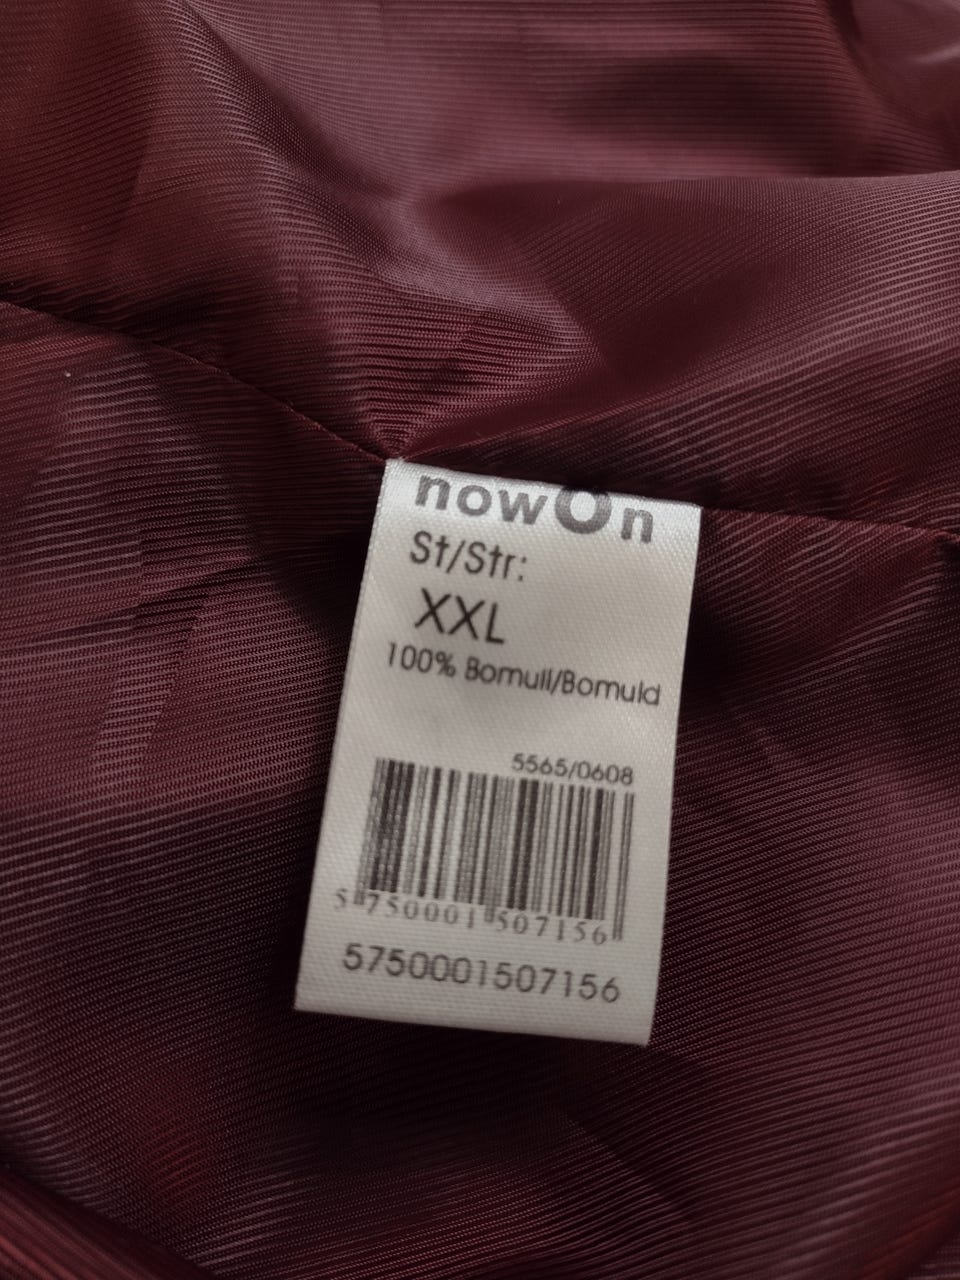 nowOn
St/Str:
XXL
100% Bomull/Bomuld
5565/0608
5 750001 507156
5750001507156